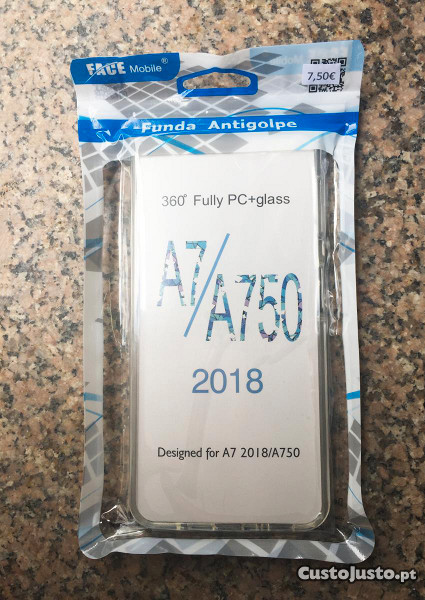 FACE Mobile®
7,50€
Funda Antigolpe
360° Fully PC+glass
A7/A750
2018
Designed for A7 2018/A750
CustoJusto.pt